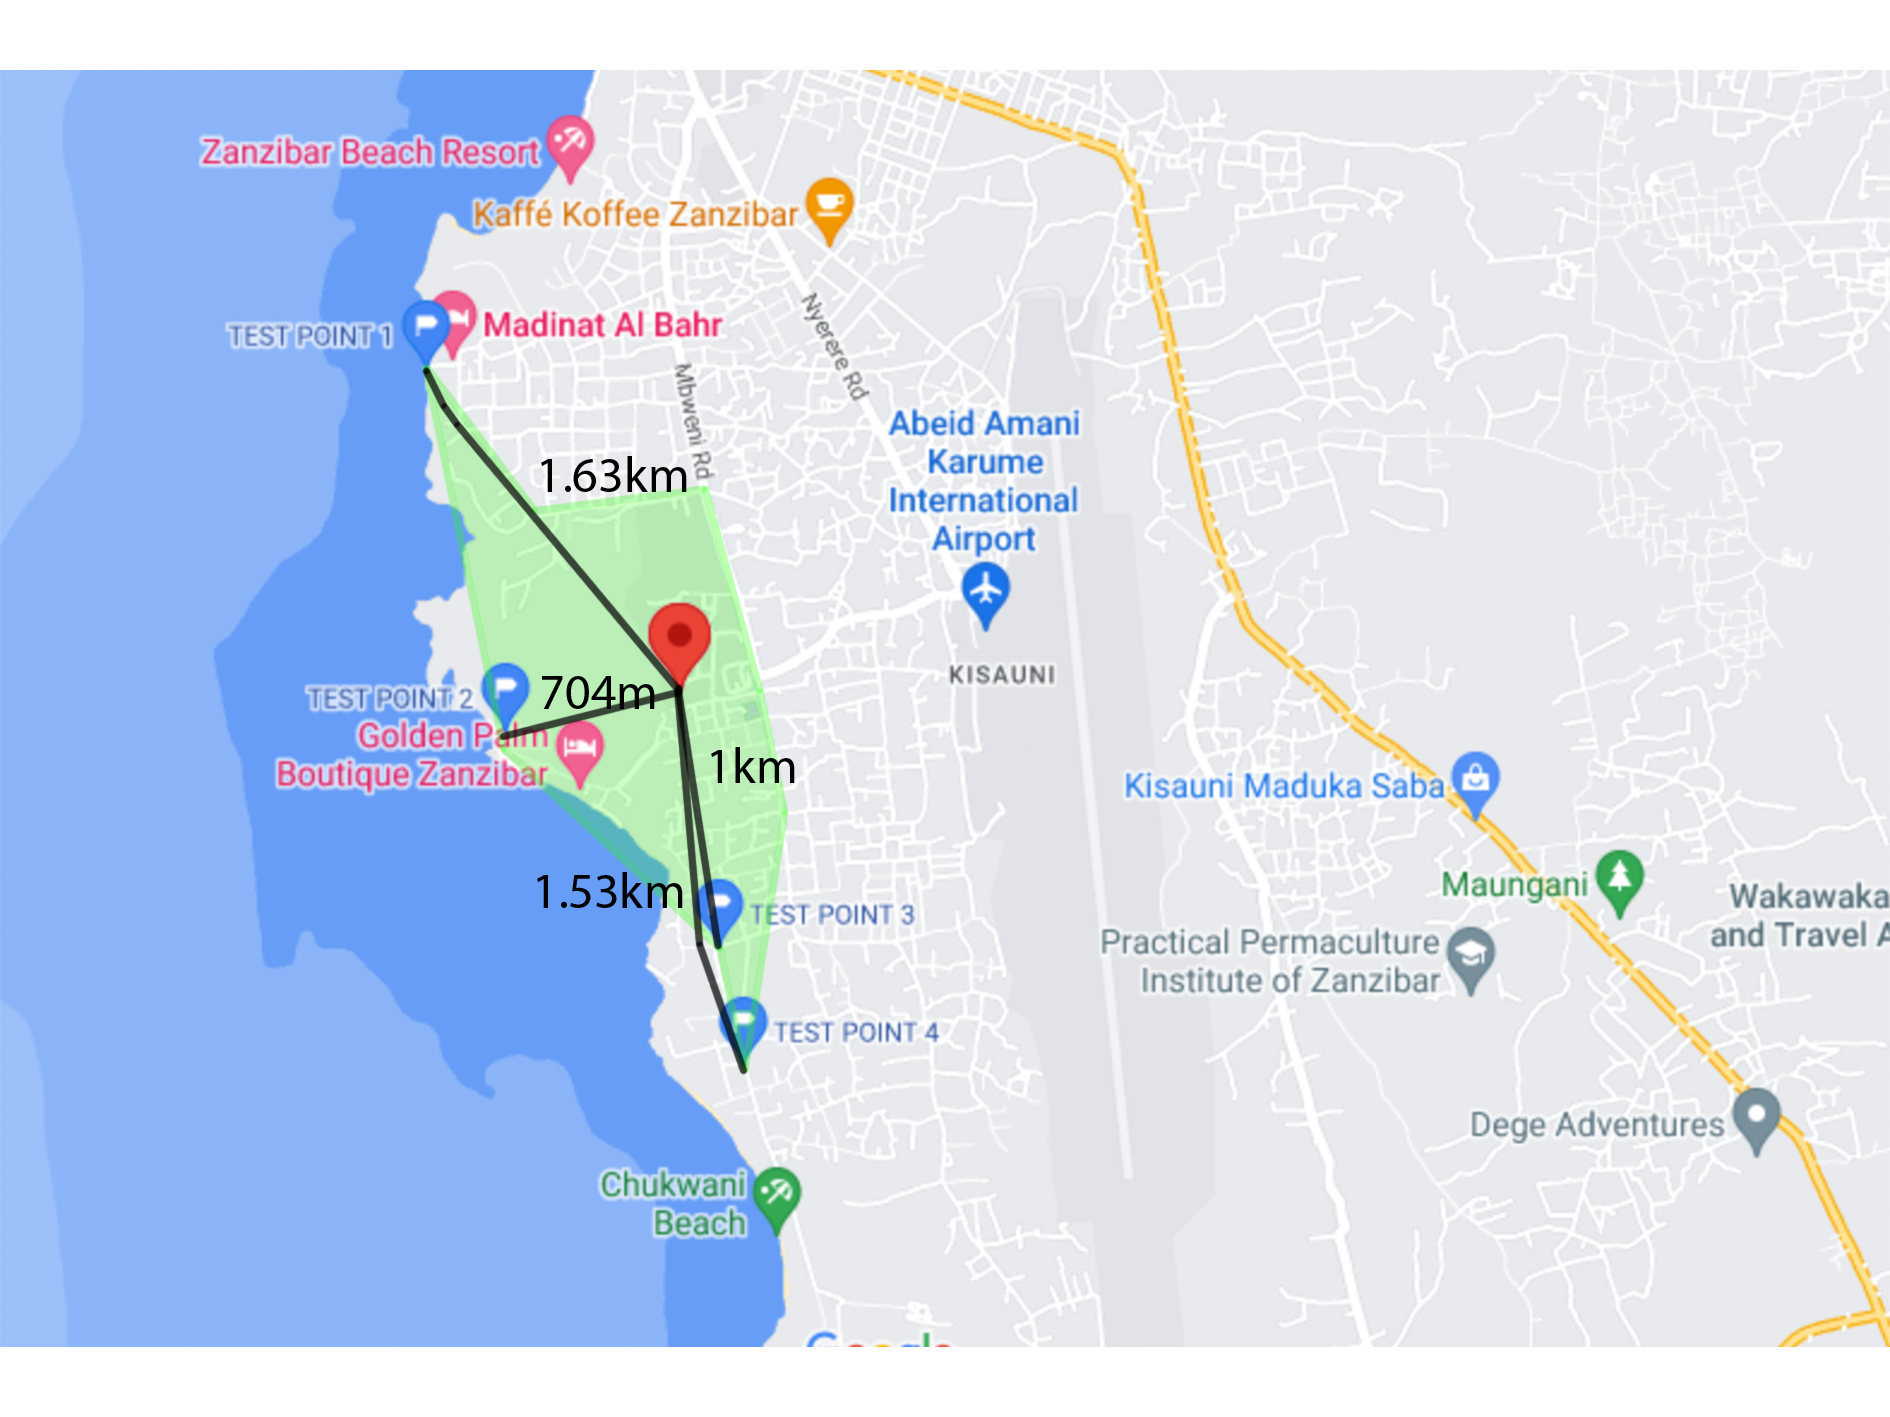 Zanzibar Beach Resort
Kaffé Koffee Zanzibar
TEST POINT 1
Madinat Al Bahr
Nyerere Rd
Mbweni Rd
Abeid Amani
Karume
International
Airport
1.63km
KISAUNI
704m
TEST POINT 2
Golden Palm
Boutique Zanzibar
1km
Kisauni Maduka Saba
1.53km
TEST POINT 3
Maungani
Wakawaka
and Travel A
Practical Permaculture
Institute of Zanzibar
TEST POINT 4
Dege Adventures
Chukwani
Beach
Google